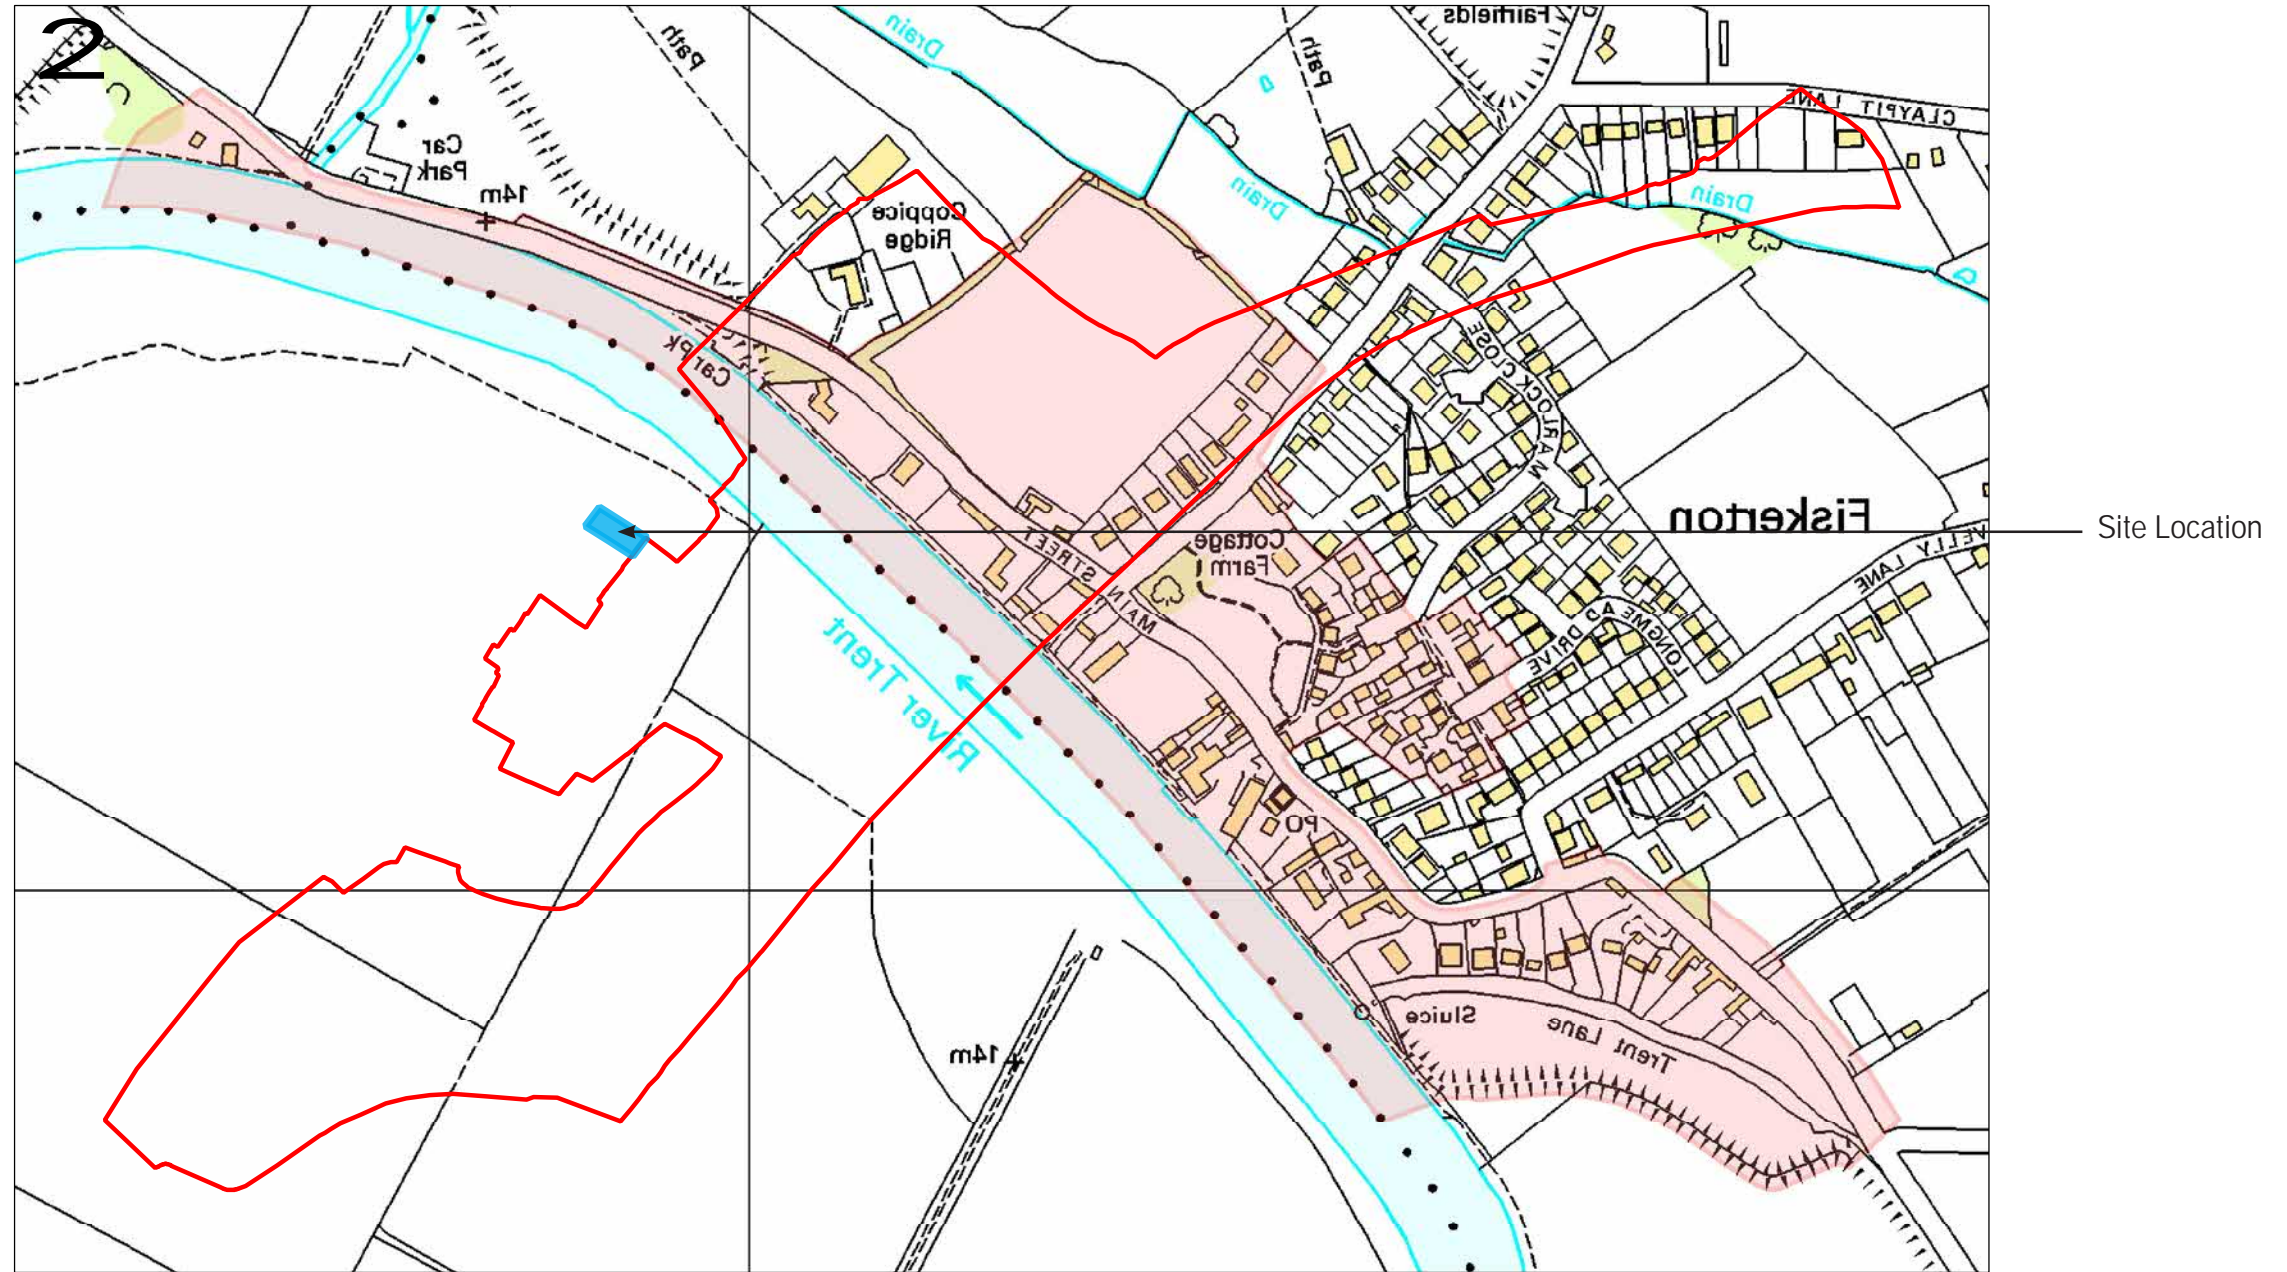 2
Fairfields
Path
Drain
Path
CLAYPIT LANE
Car
Park
14m
Drain
Drain
Coppice
Ridge
Car Pk
MARLOCK CLOSE
Fiskerton
Site Location
Cottage
Farm
MAIN STREET
VELLY LANE
LONGMEAD DRIVE
River Trent
PO
Sluice
Trent Lane
14m